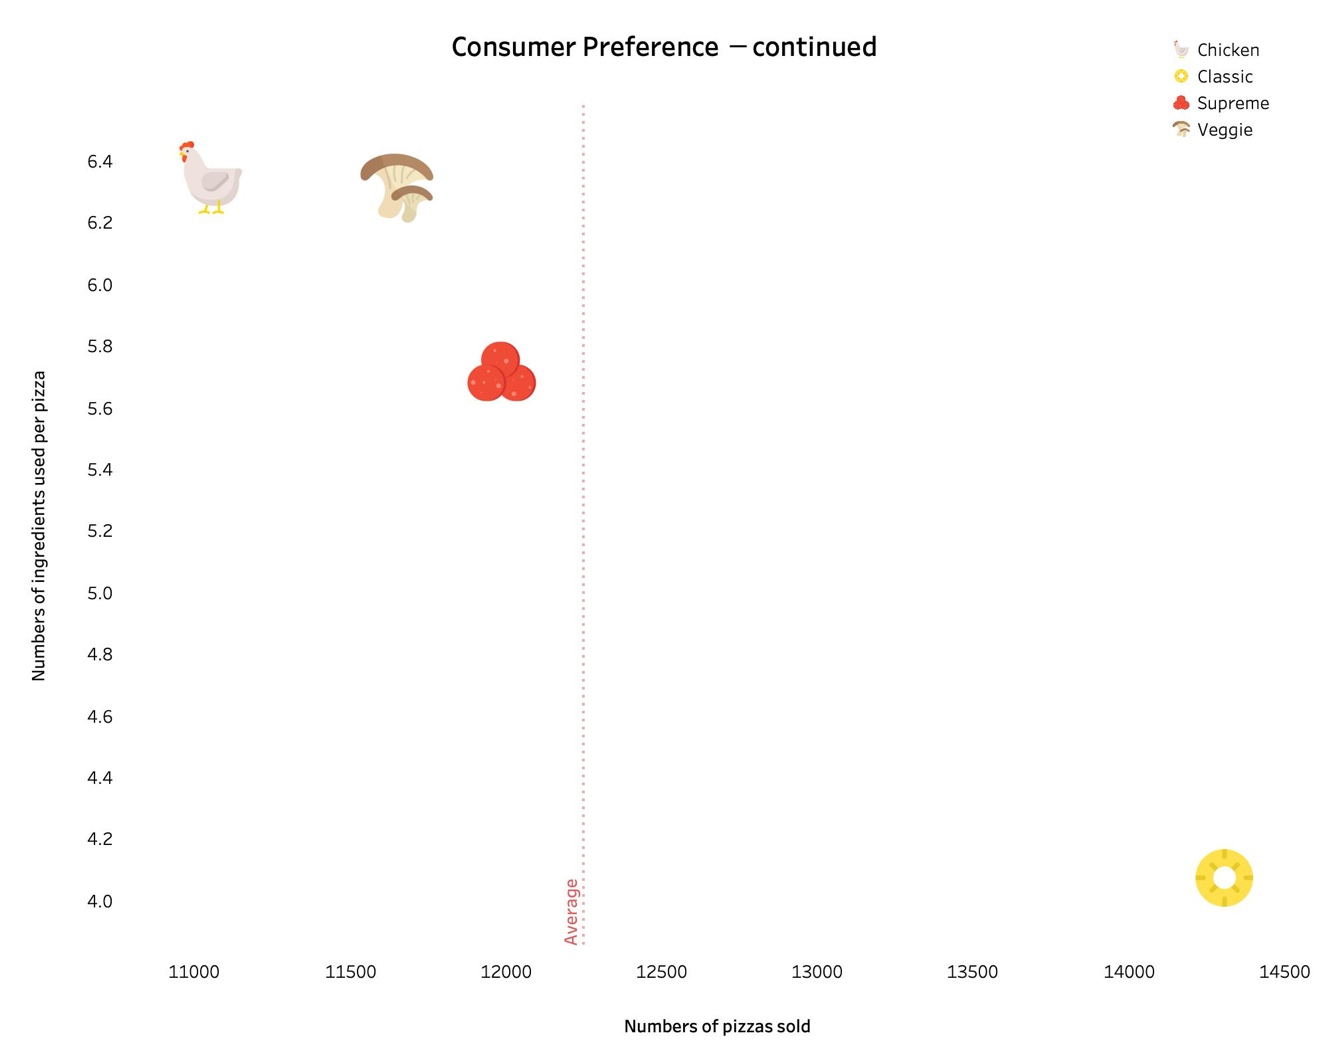 Consumer Preference – continued
Chicken
Classic
Supreme
Veggie
Numbers of ingredients used per pizza
6.4
6.2
6.0
5.8
5.6
5.4
5.2
5.0
4.8
4.6
4.4
4.2
4.0
Average
11000 11500 12000 12500 13000 13500 14000 14500
Numbers of pizzas sold